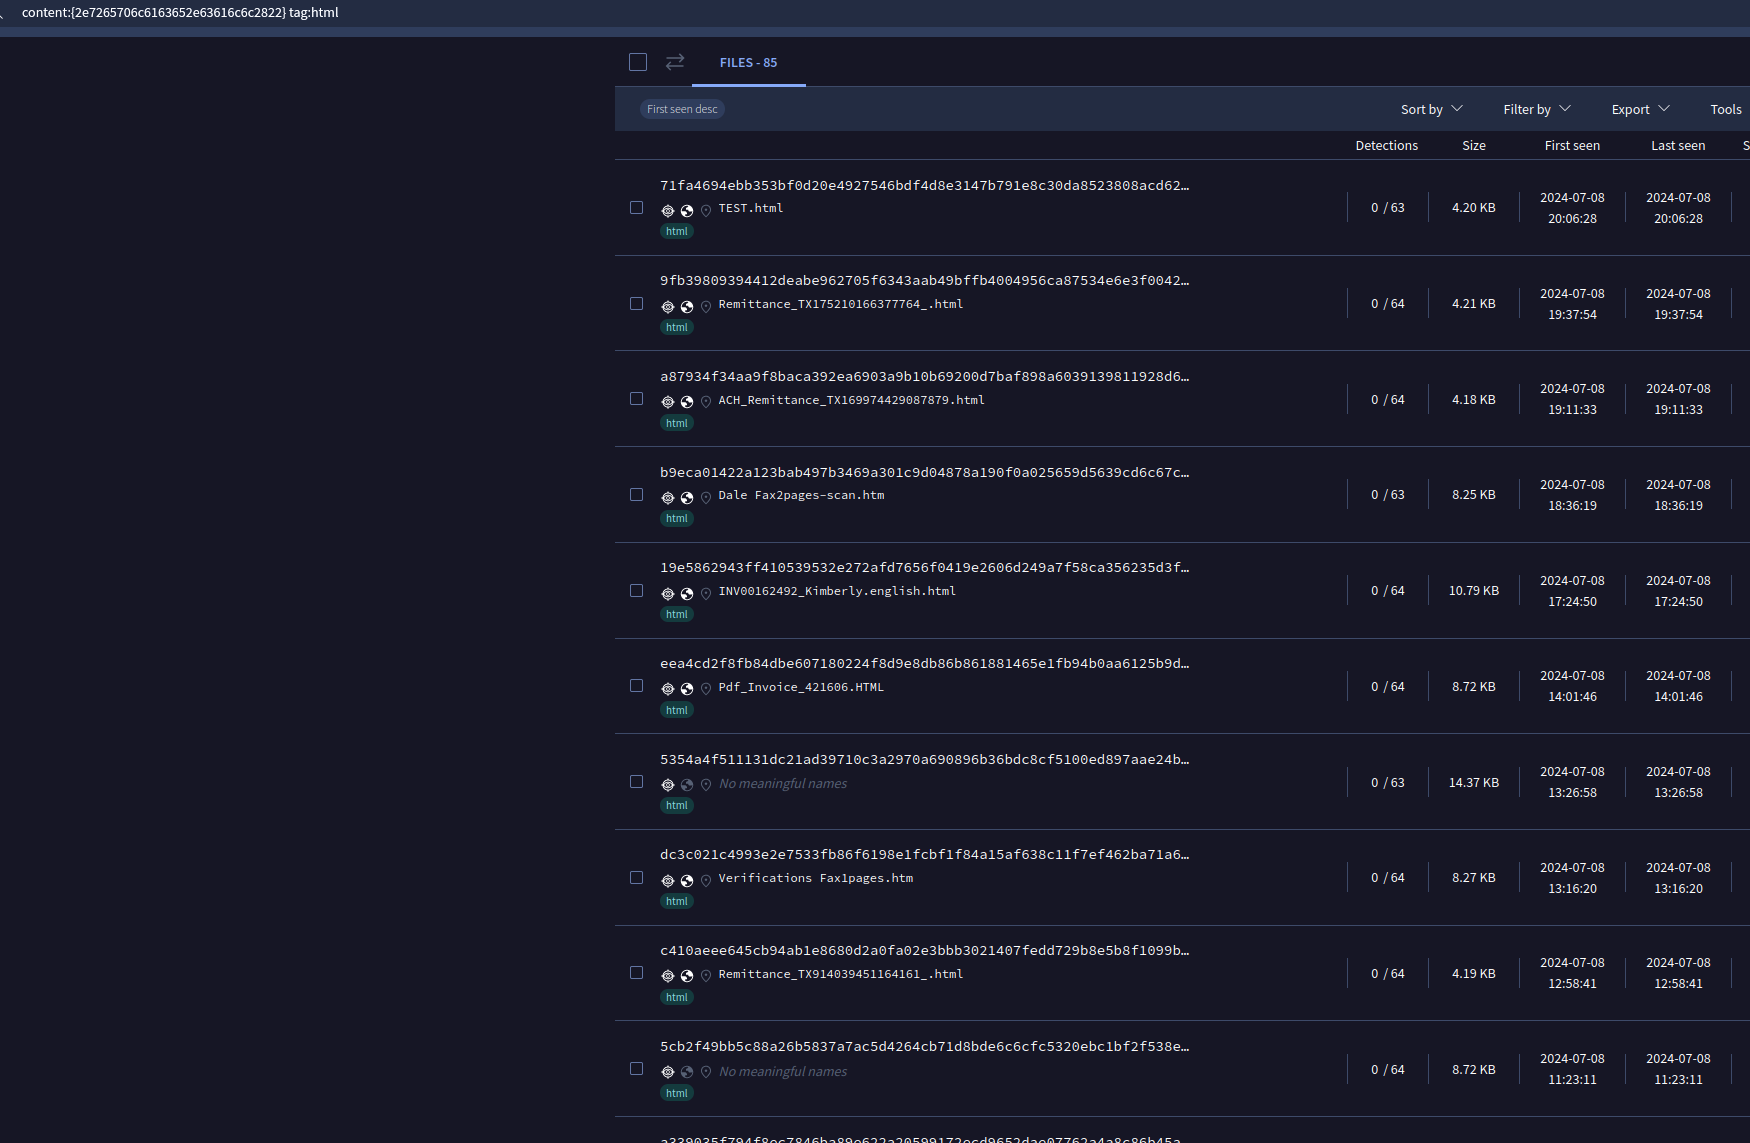 content:{2e7265706c6163652e63616c6c2822} tag:html
FILES - 85
First seen desc
Sort by
Filter by
Export
Tools
Detections Size First seen Last seen S
71fa4694ebb353bf0d20e4927546bdf4d8e3147b791e8c30da8523808acd62…
TEST.html
html
0 / 63
4.20 KB
2024-07-08
20:06:28
2024-07-08
20:06:28
9fb39809394412deabe962705f6343aab49bffb4004956ca87534e6e3f0042…
Remittance_TX175210166377764_.html
html
0 / 64
4.21 KB
2024-07-08
19:37:54
2024-07-08
19:37:54
a87934f34aa9f8baca392ea6903a9b10b69200d7baf898a6039139811928d6…
ACH_Remittance_TX169974429087879.html
html
0 / 64
4.18 KB
2024-07-08
19:11:33
2024-07-08
19:11:33
b9eca01422a123bab497b3469a301c9d04878a190f0a025659d5639cd6c67c…
Dale Fax2pages-scan.htm
html
0 / 63
8.25 KB
2024-07-08
18:36:19
2024-07-08
18:36:19
19e5862943ff410539532e272afd7656f0419e2606d249a7f58ca356235d3f…
INV00162492_Kimberly.english.html
html
0 / 64
10.79 KB
2024-07-08
17:24:50
2024-07-08
17:24:50
eea4cd2f8fb84dbe607180224f8d9e8db86b861881465e1fb94b0aa6125b9d…
Pdf_Invoice_421606.HTML
html
0 / 64
8.72 KB
2024-07-08
14:01:46
2024-07-08
14:01:46
5354a4f511131dc21ad39710c3a2970a690896b36bdc8cf5100ed897aae24b…
No meaningful names
html
0 / 63
14.37 KB
2024-07-08
13:26:58
2024-07-08
13:26:58
dc3c021c4993e2e7533fb86f6198e1fcbf1f84a15af638c11f7ef462ba71a6…
Verifications Fax1pages.htm
html
0 / 64
8.27 KB
2024-07-08
13:16:20
2024-07-08
13:16:20
c410aeee645cb94ab1e8680d2a0fa02e3bbb3021407fedd729b8e5b8f1099b…
Remittance_TX914039451164161_.html
html
0 / 64
4.19 KB
2024-07-08
12:58:41
2024-07-08
12:58:41
5cb2f49bb5c88a26b5837a7ac5d4264cb71d8bde6c6cfc5320ebc1bf2f538e…
No meaningful names
html
0 / 64
8.72 KB
2024-07-08
11:23:11
2024-07-08
11:23:11